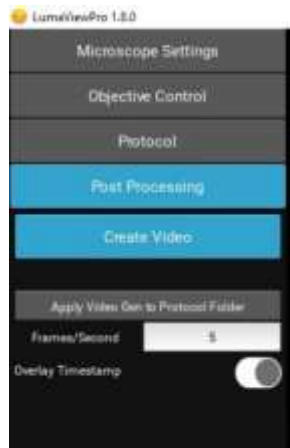 LumaViewPro 1.8.0
Microscope Settings
Objective Control
Protocol
Post Processing
Create Video
Apply Video Gen to Protocol Folder
Frames/Second 5
Overlay Timestamp